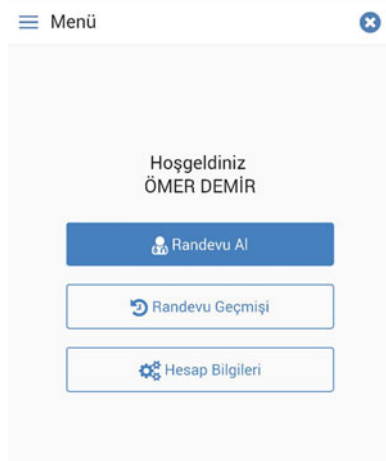 Menü
Hoşgeldiniz
ÖMER DEMİR
Randevu Al
Randevu Geçmişi
Hesap Bilgileri